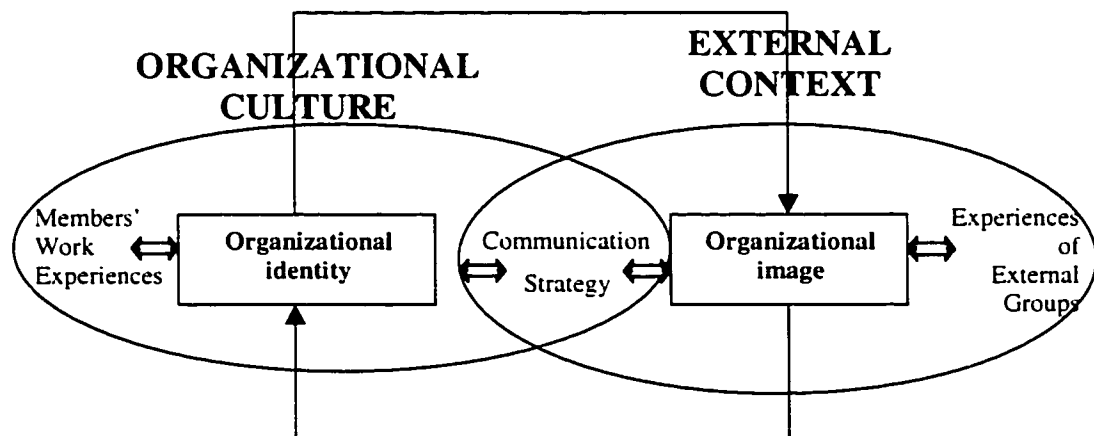 ORGANIZATIONAL
CULTURE
EXTERNAL
CONTEXT
Members'
Work
Experiences
Organizational
identity
Communication
Strategy
Organizational
image
Experiences
of
External
Groups